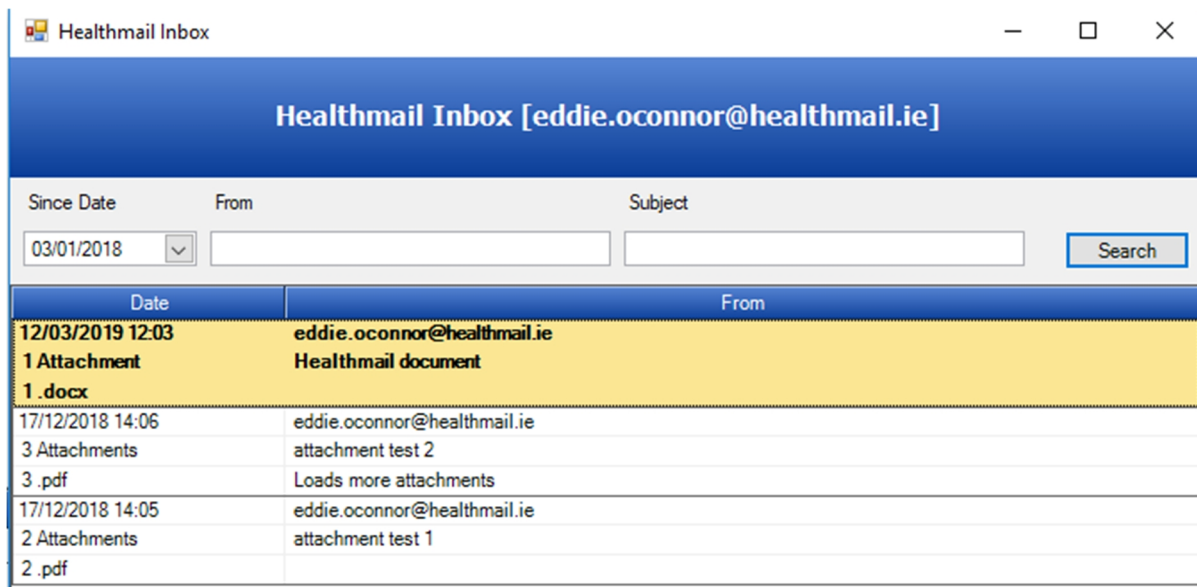 Healthmail Inbox
Healthmail Inbox [eddie.oconnor@healthmail.ie]
Since Date From Subject
03/01/2018 Search
Date From
12/03/2019 12:03 eddie.oconnor@healthmail.ie
1 Attachment Healthmail document
1 .docx
17/12/2018 14:06 eddie.oconnor@healthmail.ie
3 Attachments attachment test 2
3 .pdf Loads more attachments
17/12/2018 14:05 eddie.oconnor@healthmail.ie
2 Attachments attachment test 1
2 .pdf